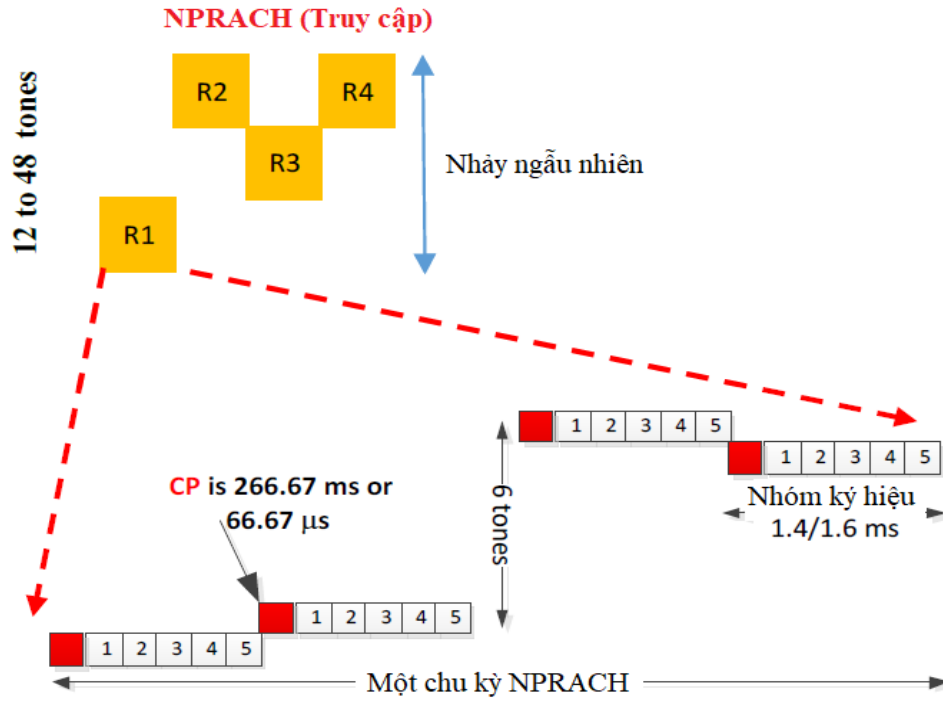 NPRACH (Truy cập)
12 to 48 tones
R2
R4
R3
R1
Nhảy ngẫu nhiên
1 2 3 4 5
1 2 3 4 5
CP is 266.67 ms or
66.67 µs
6 tones
Nhóm ký hiệu
1.4/1.6 ms
1 2 3 4 5
1 2 3 4 5
Một chu kỳ NPRACH